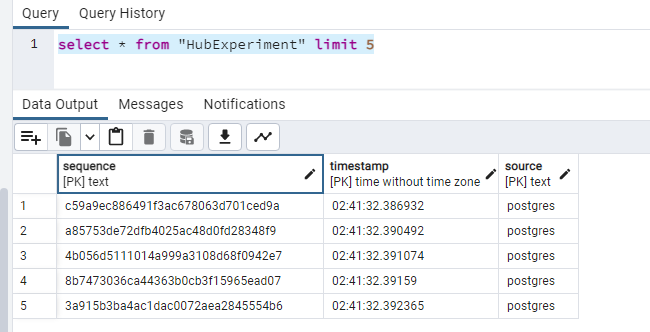 Query Query History
1 select * from "HubExperiment" limit 5
Data Output Messages Notifications
sequence timestamp source
[PK] text [PK] time without time zone [PK] text
1 c59a9ec886491f3ac678063d701ced9a 02:41:32.386932 postgres
2 a85753de72dfb4025ac48d0fd28348f9 02:41:32.390492 postgres
3 4b056d5111014a999a3108d68f0942e7 02:41:32.391074 postgres
4 8b7473036ca44363b0cb3f15965ead07 02:41:32.39159 postgres
5 3a915b3ba4ac1dac0072aea2845554b6 02:41:32.392365 postgres